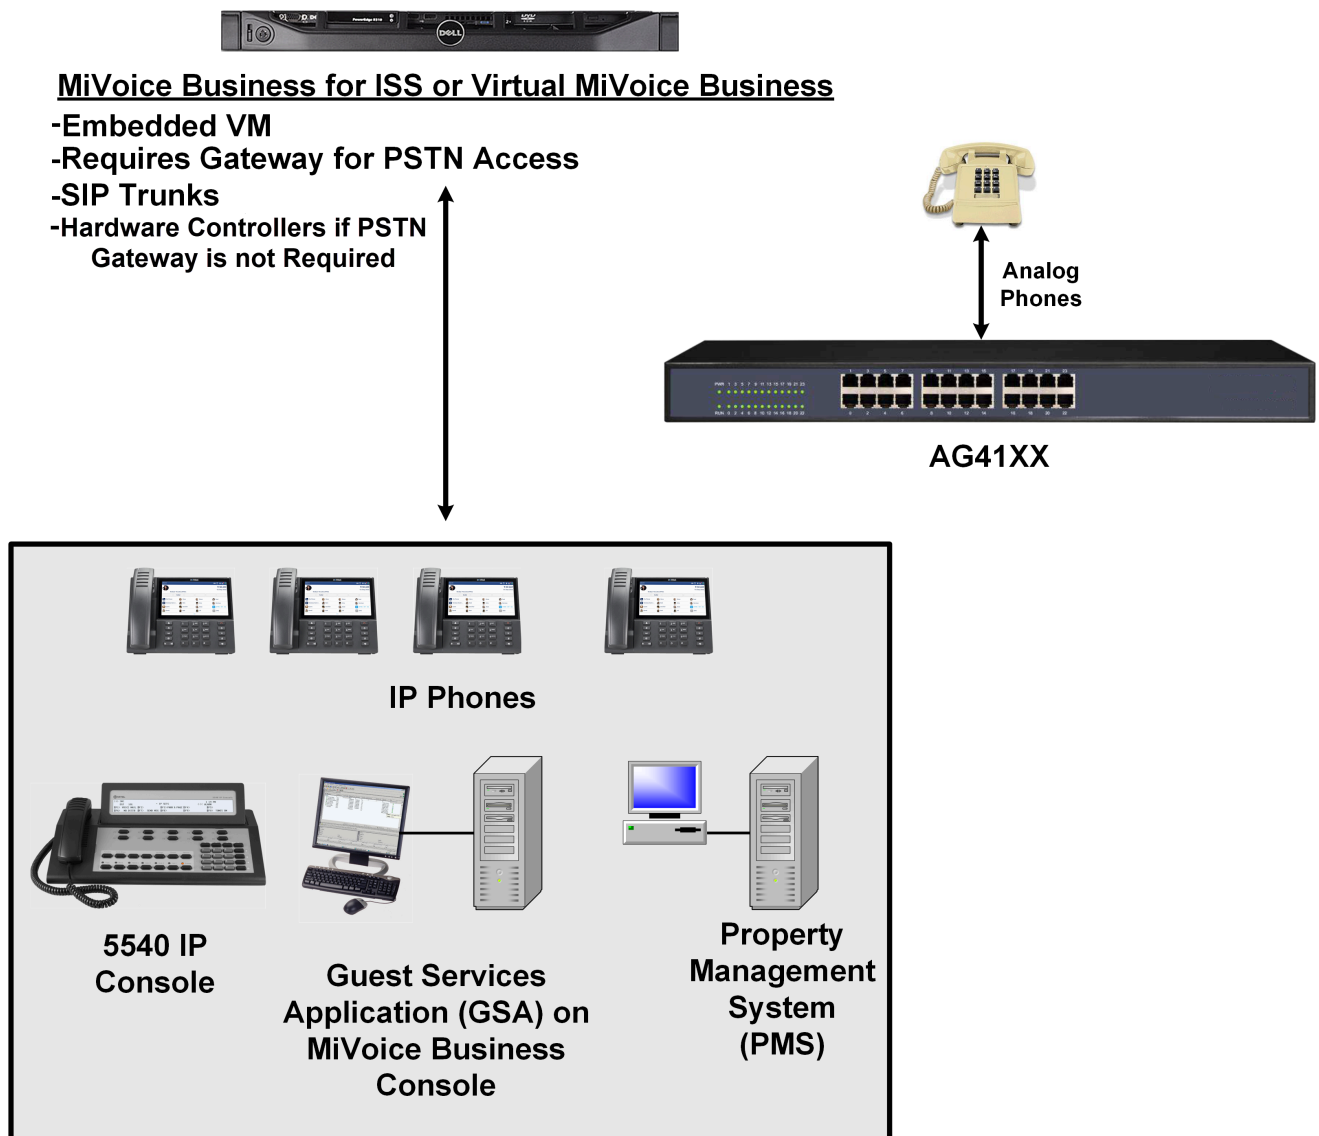 DELL
MiVoice Business for ISS or Virtual MiVoice Business
-Embedded VM
-Requires Gateway for PSTN Access
-SIP Trunks
-Hardware Controllers if PSTN
Gateway is not Required
Analog
Phones
AG41XX
IP Phones
5540 IP
Console
Guest Services
Application (GSA) on
MiVoice Business
Console
Property
Management
System
(PMS)